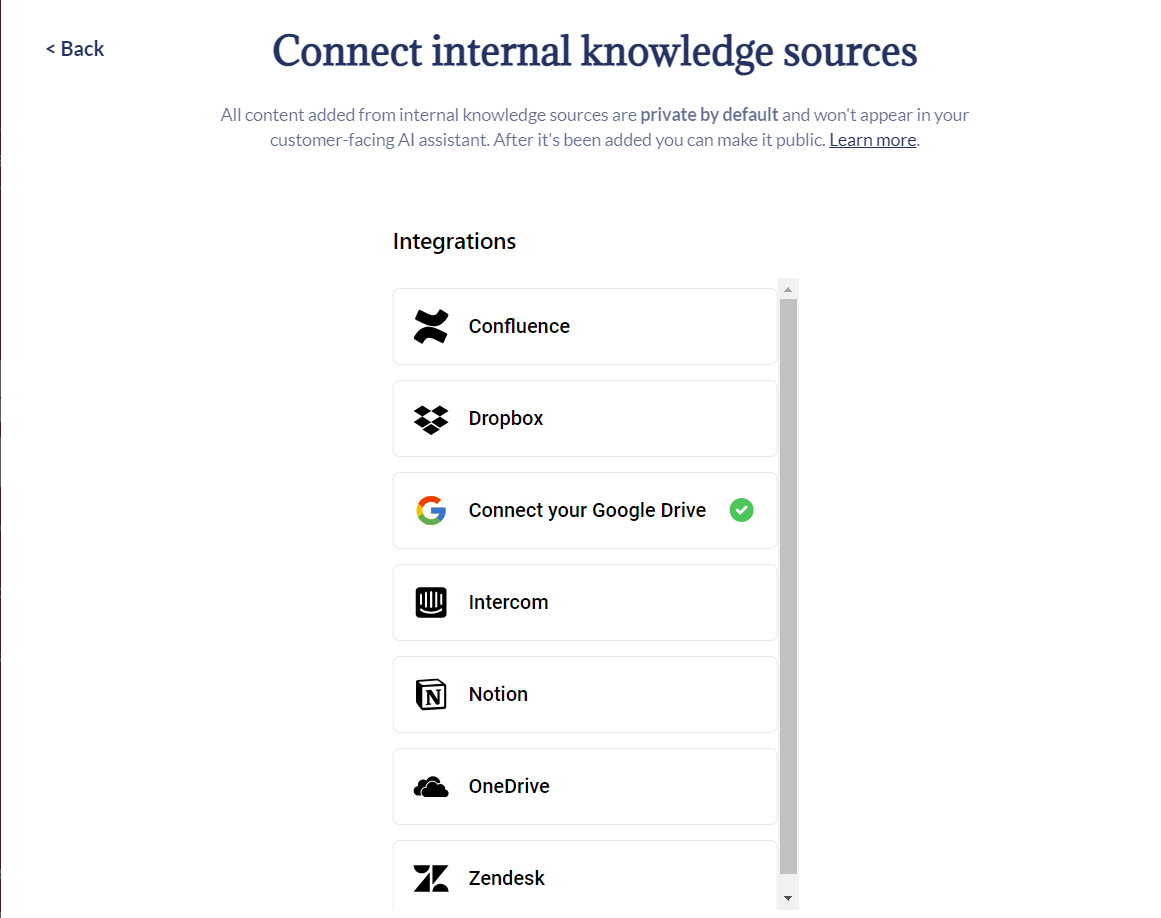 < Back
Connect internal knowledge sources
All content added from internal knowledge sources are private by default and won't appear in your
customer-facing AI assistant. After it's been added you can make it public. Learn more.
Integrations
Confluence
Dropbox
Connect your Google Drive
Intercom
Notion
OneDrive
Zendesk